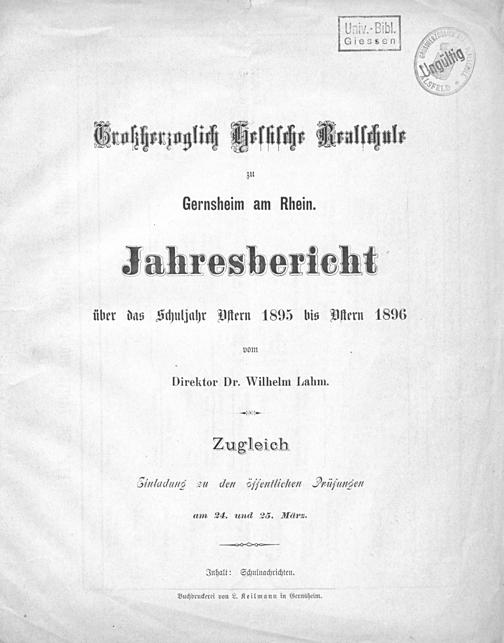 Univ.-Bibl.
Giessen
Ungültig
ALSFELD
Großherzoglich Hessische Realschule
zu
Gernsheim am Rhein.
Jahresbericht
über das Schuljahr Ostern 1895 bis Ostern 1896
vom
Direktor Dr. Wilhelm Lahm.
Zugleich
Einladung zu den öffentlichen Prüfungen
am 24. und 25. März.
Inhalt: Schulnachrichten.
Buchdruckerei von L. Keilmann in Gernsheim.